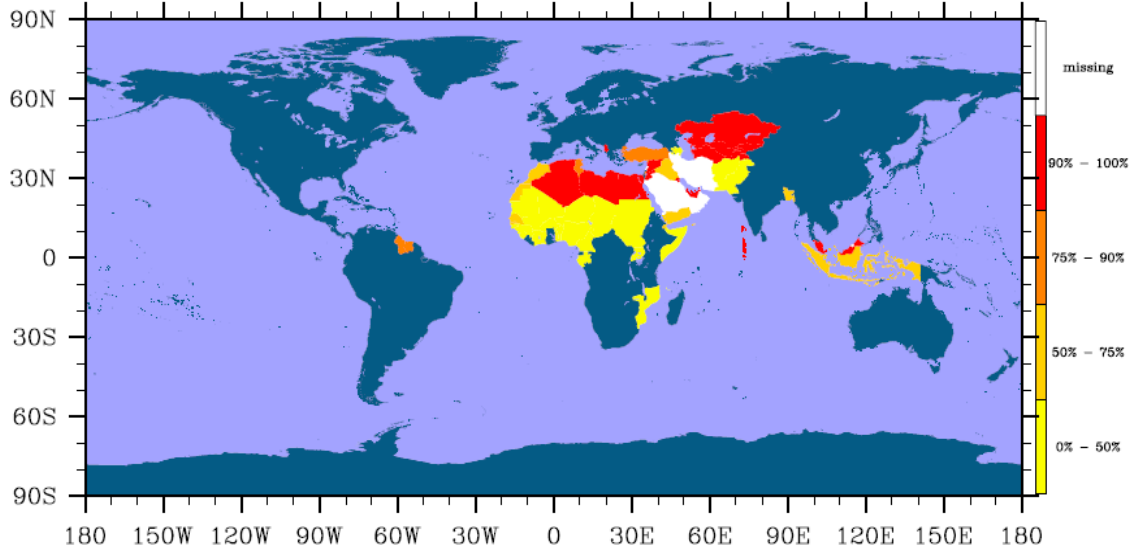 90N
60N
30N
0
30S
60S
90S
180 150W 120W 90W 60W 30W 0 30E 60E 90E 120E 150E 180
missing
90% – 100%
75% – 90%
50% – 75%
0% – 50%